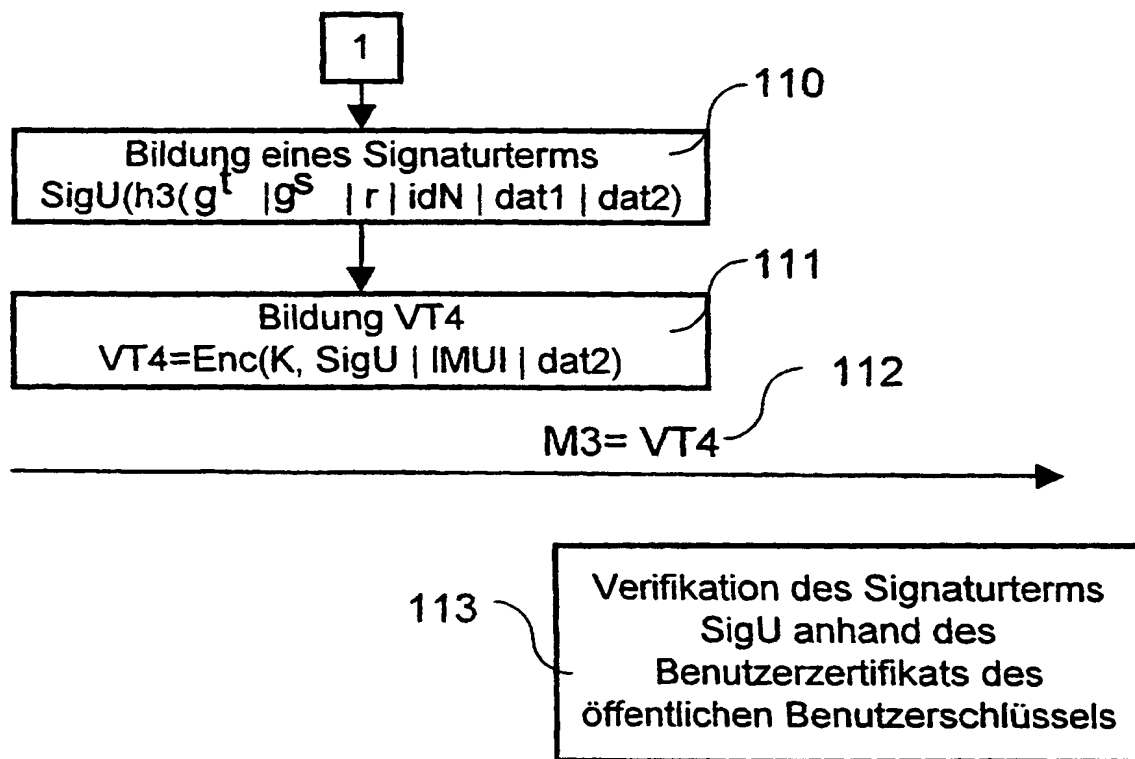 1
110
Bildung eines Signaturterms
SigU(h3(g^t |g^s | r | idN | dat1 | dat2)
111
Bildung VT4
VT4=Enc(K, SigU | IMUI | dat2)
112
M3= VT4
113
Verifikation des Signaturterms
SigU anhand des
Benutzerzertifikats des
öffentlichen Benutzerschlüssels